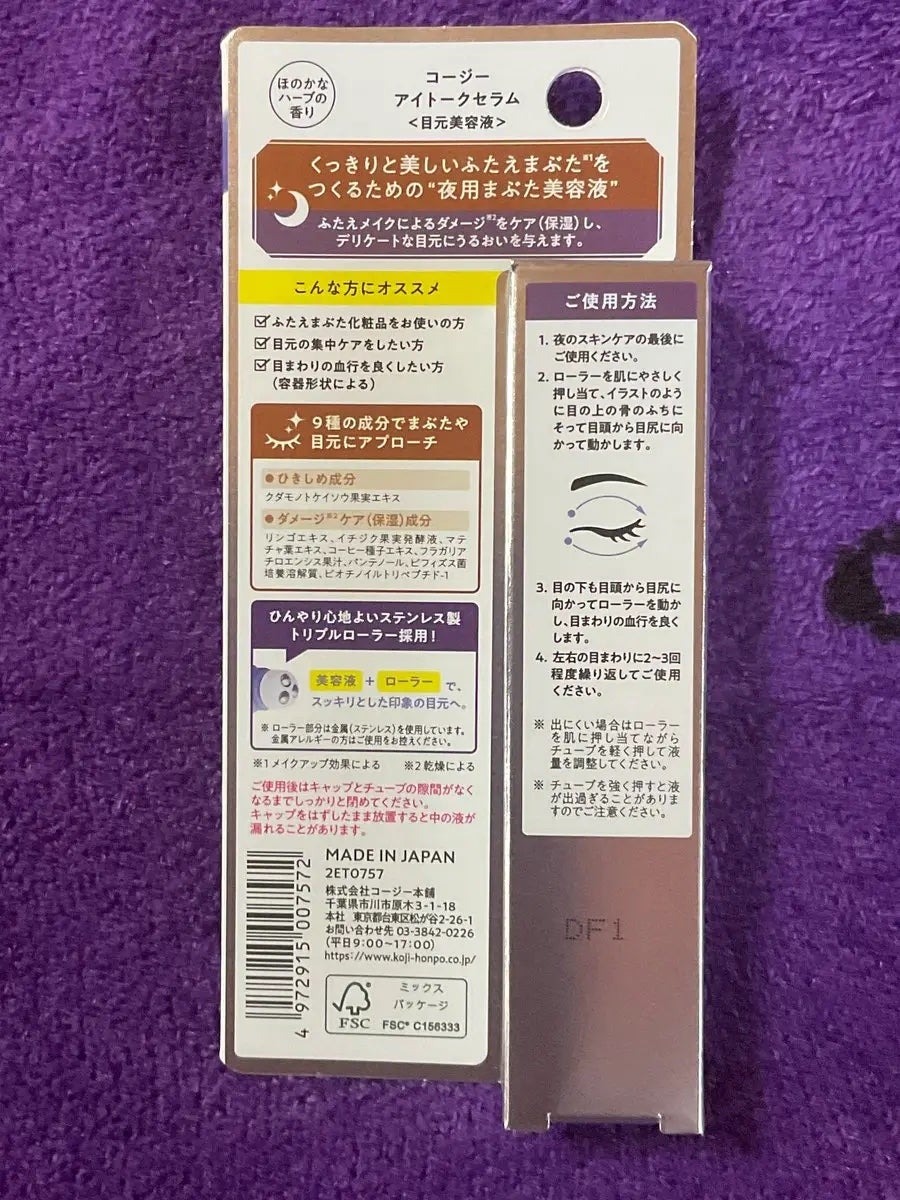 ほのかな
ハーブの
香り
コージー
アイトークセラム
<目元美容液>
くっきりと美しいふたえまぶた※1を
つくるための“夜用まぶた美容液”
ふたえメイクによるダメージ※2をケア(保湿)し、
デリケートな目元にうるおいを与えます。
こんな方にオススメ
ふたえまぶた化粧品をお使いの方
目元の集中ケアをしたい方
目まわりの血行を良くしたい方
(容器形状による)
9種の成分でまぶたや
目元にアプローチ
●ひきしめ成分
クダモノトケイソウ果実エキス
●ダメージ※2ケア(保湿)成分
リンゴエキス、イチジク果実発酵液、マテ
チャ葉エキス、コーヒー種子エキス、フラガリア
チロエンシス果汁、パンテノール、ビフィズス菌
培養溶解質、ビオチノイルトリペプチド-1
ひんやり心地よいステンレス製
トリプルローラー採用!
美容液 + ローラー で、
スッキリとした印象の目元へ。
※ ローラー部分は金属(ステンレス)を使用しています。
金属アレルギーの方はご使用をお控えください。
※1 メイクアップ効果による ※2 乾燥による
ご使用後はキャップとチューブの隙間がなく
なるまでしっかりと閉めてください。
キャップをはずしたまま放置すると中の液が
漏れることがあります。
4 972915 007572
MADE IN JAPAN
2ET0757
株式会社コージー本舗
千葉県市川市原木3-1-18
本社 東京都台東区松が谷2-26-1
お問い合わせ先 03-3842-0226
(平日9:00~17:00)
https://www.koji-honpo.co.jp/
FSC
ミックス
パッケージ
FSC® C156333
ご使用方法
1. 夜のスキンケアの最後に
ご使用ください。
2. ローラーを肌にやさしく
押し当て、イラストのよう
に目の上の骨のふちに
そって目頭から目尻に向
かって動かします。
3. 目の下も目頭から目尻に
向かってローラーを動か
し、目まわりの血行を良く
します。
4. 左右の目まわりに2~3回
程度繰り返してご使用
ください。
※ 出にくい場合はローラー
を肌に押し当てながら
チューブを軽く押して液
量を調整してください。
※ チューブを強く押すと液
が出過ぎることがありま
すのでご注意ください。
DF1